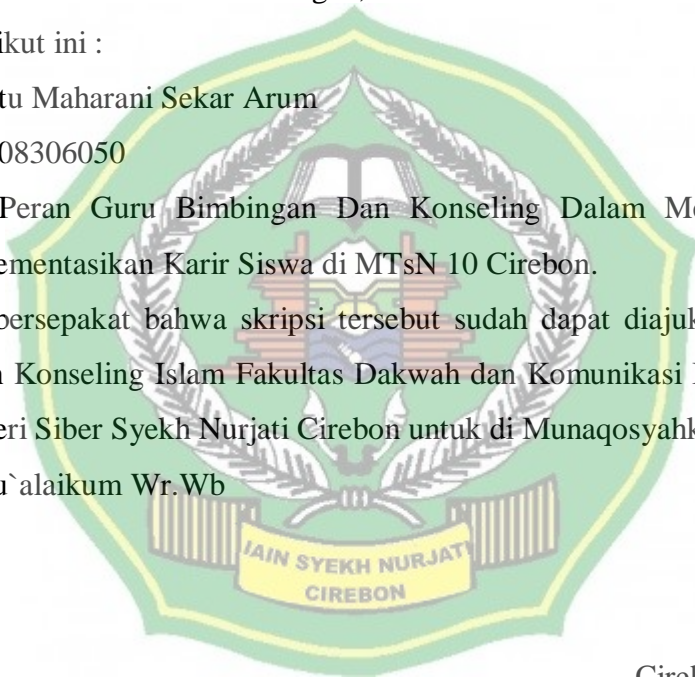 ikut ini :
tu Maharani Sekar Arum
08306050
Peran Guru Bimbingan Dan Konseling Dalam Me
ementasikan Karir Siswa di MTsN 10 Cirebon.
bersepakat bahwa skripsi tersebut sudah dapat diajuk
n Konseling Islam Fakultas Dakwah dan Komunikasi
eri Siber Syekh Nurjati Cirebon untuk di Munaqosyahk
u`alaikum Wr.Wb
IAIN SYEKH NURJATI
CIREBON
Cireb